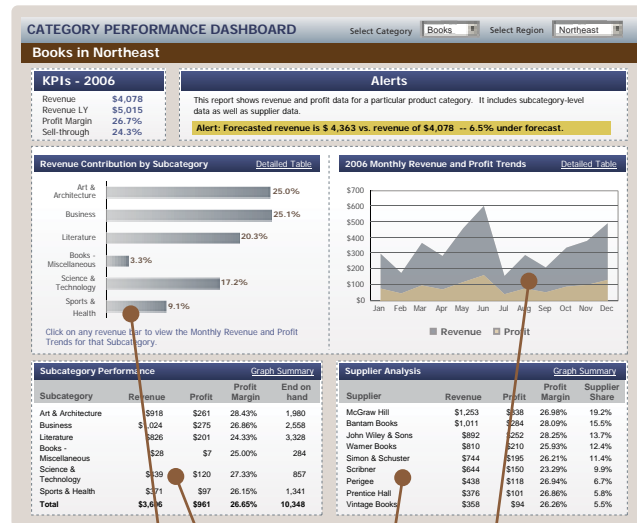 CATEGORY PERFORMANCE DASHBOARD Select Category Books Select Region Northeast
Books in Northeast
KPIs - 2006
Revenue $4,078
Revenue LY $5,015
Profit Margin 26.7%
Sell-through 24.3%
Alerts
This report shows revenue and profit data for a particular product category. It includes subcategory-level
data as well as supplier data.
Alert: Forecasted revenue is $ 4,363 vs. revenue of $4,078 -- 6.5% under forecast.
Revenue Contribution by Subcategory Detailed Table
Art &
Architecture 25.0%
Business 25.1%
Literature 20.3%
Books -
Miscellaneous 3.3%
Science &
Technology 17.2%
Sports &
Health 9.1%
Click on any revenue bar to view the Monthly Revenue and Profit
Trends for that Subcategory.
2006 Monthly Revenue and Profit Trends Detailed Table
$700
$600
$500
$400
$300
$200
$100
$0
Jan Feb Mar Apr May Jun Jul Aug Sep Oct Nov Dec
Revenue Profit
Subcategory Performance Graph Summary
Subcategory Revenue Profit Profit Margin End on hand
Art & Architecture $918 $261 28.43% 1,980
Business $1,024 $275 26.86% 2,558
Literature $826 $201 24.33% 3,328
Books -
Miscellaneous $28 $7 25.00% 284
Science &
Technology $120 27.33% 857
Sports & Health $371 $97 26.15% 1,341
Total $961 26.65% 10,348
Supplier Analysis Graph Summary
Supplier Revenue Profit Profit Margin Supplier Share
McGraw Hill $1,253 $338 26.98% 19.2%
Bantam Books $1,011 $284 28.09% 15.5%
John Wiley & Sons $892 $252 28.25% 13.7%
Warner Books $810 $210 25.93% 12.4%
Simon & Schuster $744 $195 26.21% 11.4%
Scribner $644 $150 23.29% 9.9%
Perigee $438 $118 26.94% 6.7%
Prentice Hall $376 $101 26.86% 5.8%
Vintage Books $358 $94 26.26% 5.5%